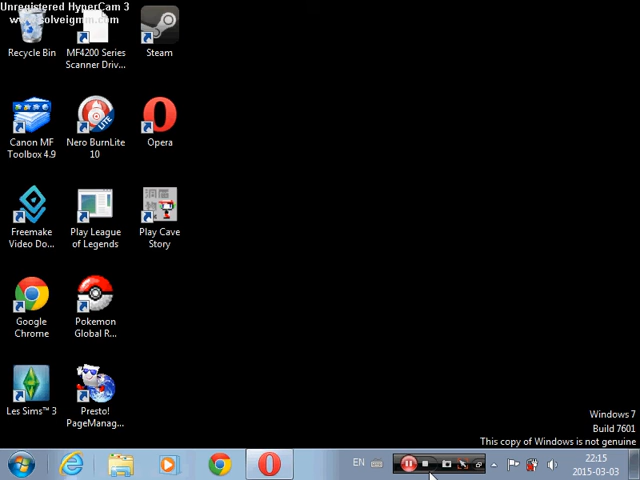 Unregistered HyperCam 3
www.solveigmm.com
Recycle Bin
MF4200 Series
Scanner Driv...
Steam
Canon MF
Toolbox 4.9
Nero BurnLite
10
LITE
Opera
Freemake
Video Do...
Play League
of Legends
Play Cave
Story
Google
Chrome
Pokemon
Global R...
Les Sims™ 3
Presto!
PageManag...
Windows 7
Build 7601
This copy of Windows is not genuine
EN
22:15
2015-03-03